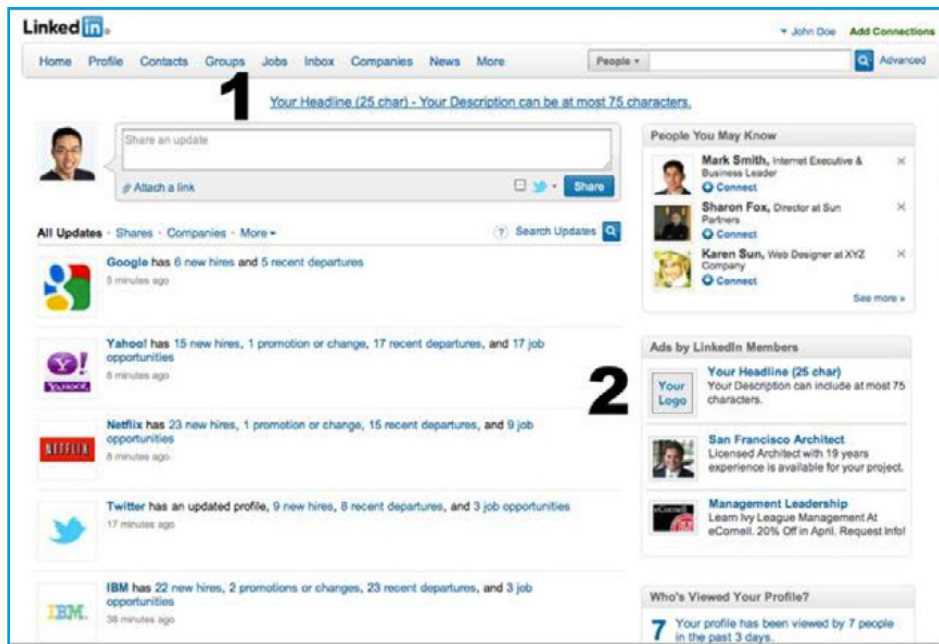 Linked in®
John Doe Add Connections
Home Profile Contacts Groups Jobs Inbox Companies News More People Advanced
1
Your Headline (25 char) - Your Description can be at most 75 characters.
Share an update
Attach a link Share
All Updates · Shares · Companies · More ? Search Updates
Google has 6 new hires and 5 recent departures
5 minutes ago
Y!
YAHOO!
Yahoo! has 15 new hires, 1 promotion or change, 17 recent departures, and 17 job
opportunities
8 minutes ago
NETFLIX
Netflix has 23 new hires, 1 promotion or change, 15 recent departures, and 9 job
opportunities
8 minutes ago
Twitter has an updated profile, 9 new hires, 8 recent departures, and 3 job opportunities
17 minutes ago
IBM.
IBM has 22 new hires, 2 promotions or changes, 23 recent departures, and 3 job
opportunities
38 minutes ago
People You May Know
Mark Smith, Internet Executive &
Business Leader
Connect
Sharon Fox, Director at Sun
Partners
Connect
Karen Sun, Web Designer at XYZ
Company
Connect
See more »
2
Ads by LinkedIn Members
Your
Logo
Your Headline (25 char)
Your Description can include at most 75
characters.
San Francisco Architect
Licensed Architect with 19 years
experience is available for your project.
eCornell
Management Leadership
Learn Ivy League Management At
eCornell. 20% Off in April. Request Info!
Who's Viewed Your Profile?
7 Your profile has been viewed by 7 people
in the past 3 days.